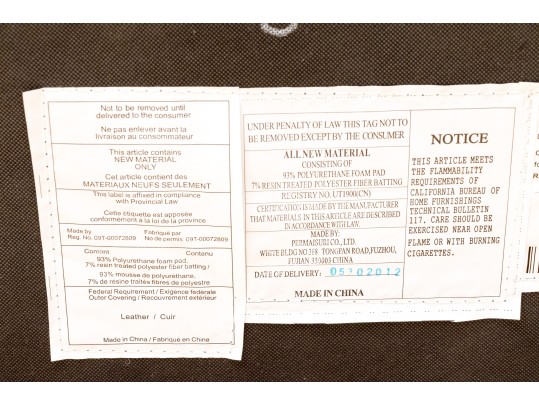 Not to be removed until
delivered to the consumer
Ne pas enlever avant la
livraison au consommateur
This article contains
NEW MATERIAL
ONLY
Cet article contient des
MATERIAUX NEUFS SEULEMENT
This label is affixed in compliance
with Provincial Law
Cette étiquette est apposée
conformément à la loi de la province
Made by
Reg. No. 09T-00072809
Fabriqué par
No de permis: 09T-00072809
Content
Contenu
93% Polyurethane foam pad,
7% resin treated polyester fiber batting /
93% mousse de polyurethane,
7% de resine traités fibres de polyestre
Federal Requirement / Exigence fédérale
Outer Covering / Recouvrement extérieur
Leather / Cuir
Made in China / Fabrique en Chine
UNDER PENALTY OF LAW THIS TAG NOT TO
BE REMOVED EXCEPT BY THE CONSUMER
ALL NEW MATERIAL
CONSISTING OF
93% POLYURETHANE FOAM PAD
7% RESIN TREATED POLYESTER FIBER BATTING
REGISTRY NO. UT1900(CN)
CERTIFICATION IS MADE BY THE MANUFACTURER
THAT MATERIALS IN THIS ARTICLE ARE DESCRIBED
IN ACCORDANCE WITH LAW.
MADE BY:
PERMAISURI CO., LTD.
WHITE BLDG NO 318 TONGPAN ROAD, FUZHOU,
FUJIAN 350003 CHINA
DATE OF DELIVERY: 05302012
MADE IN CHINA
NOTICE
THIS ARTICLE MEETS
THE FLAMMABILITY
REQUIREMENTS OF
CALIFORNIA BUREAU OF
HOME FURNISHINGS
TECHNICAL BULLETIN
117. CARE SHOULD BE
EXERCISED NEAR OPEN
FLAME OR WITH BURNING
CIGARETTES.